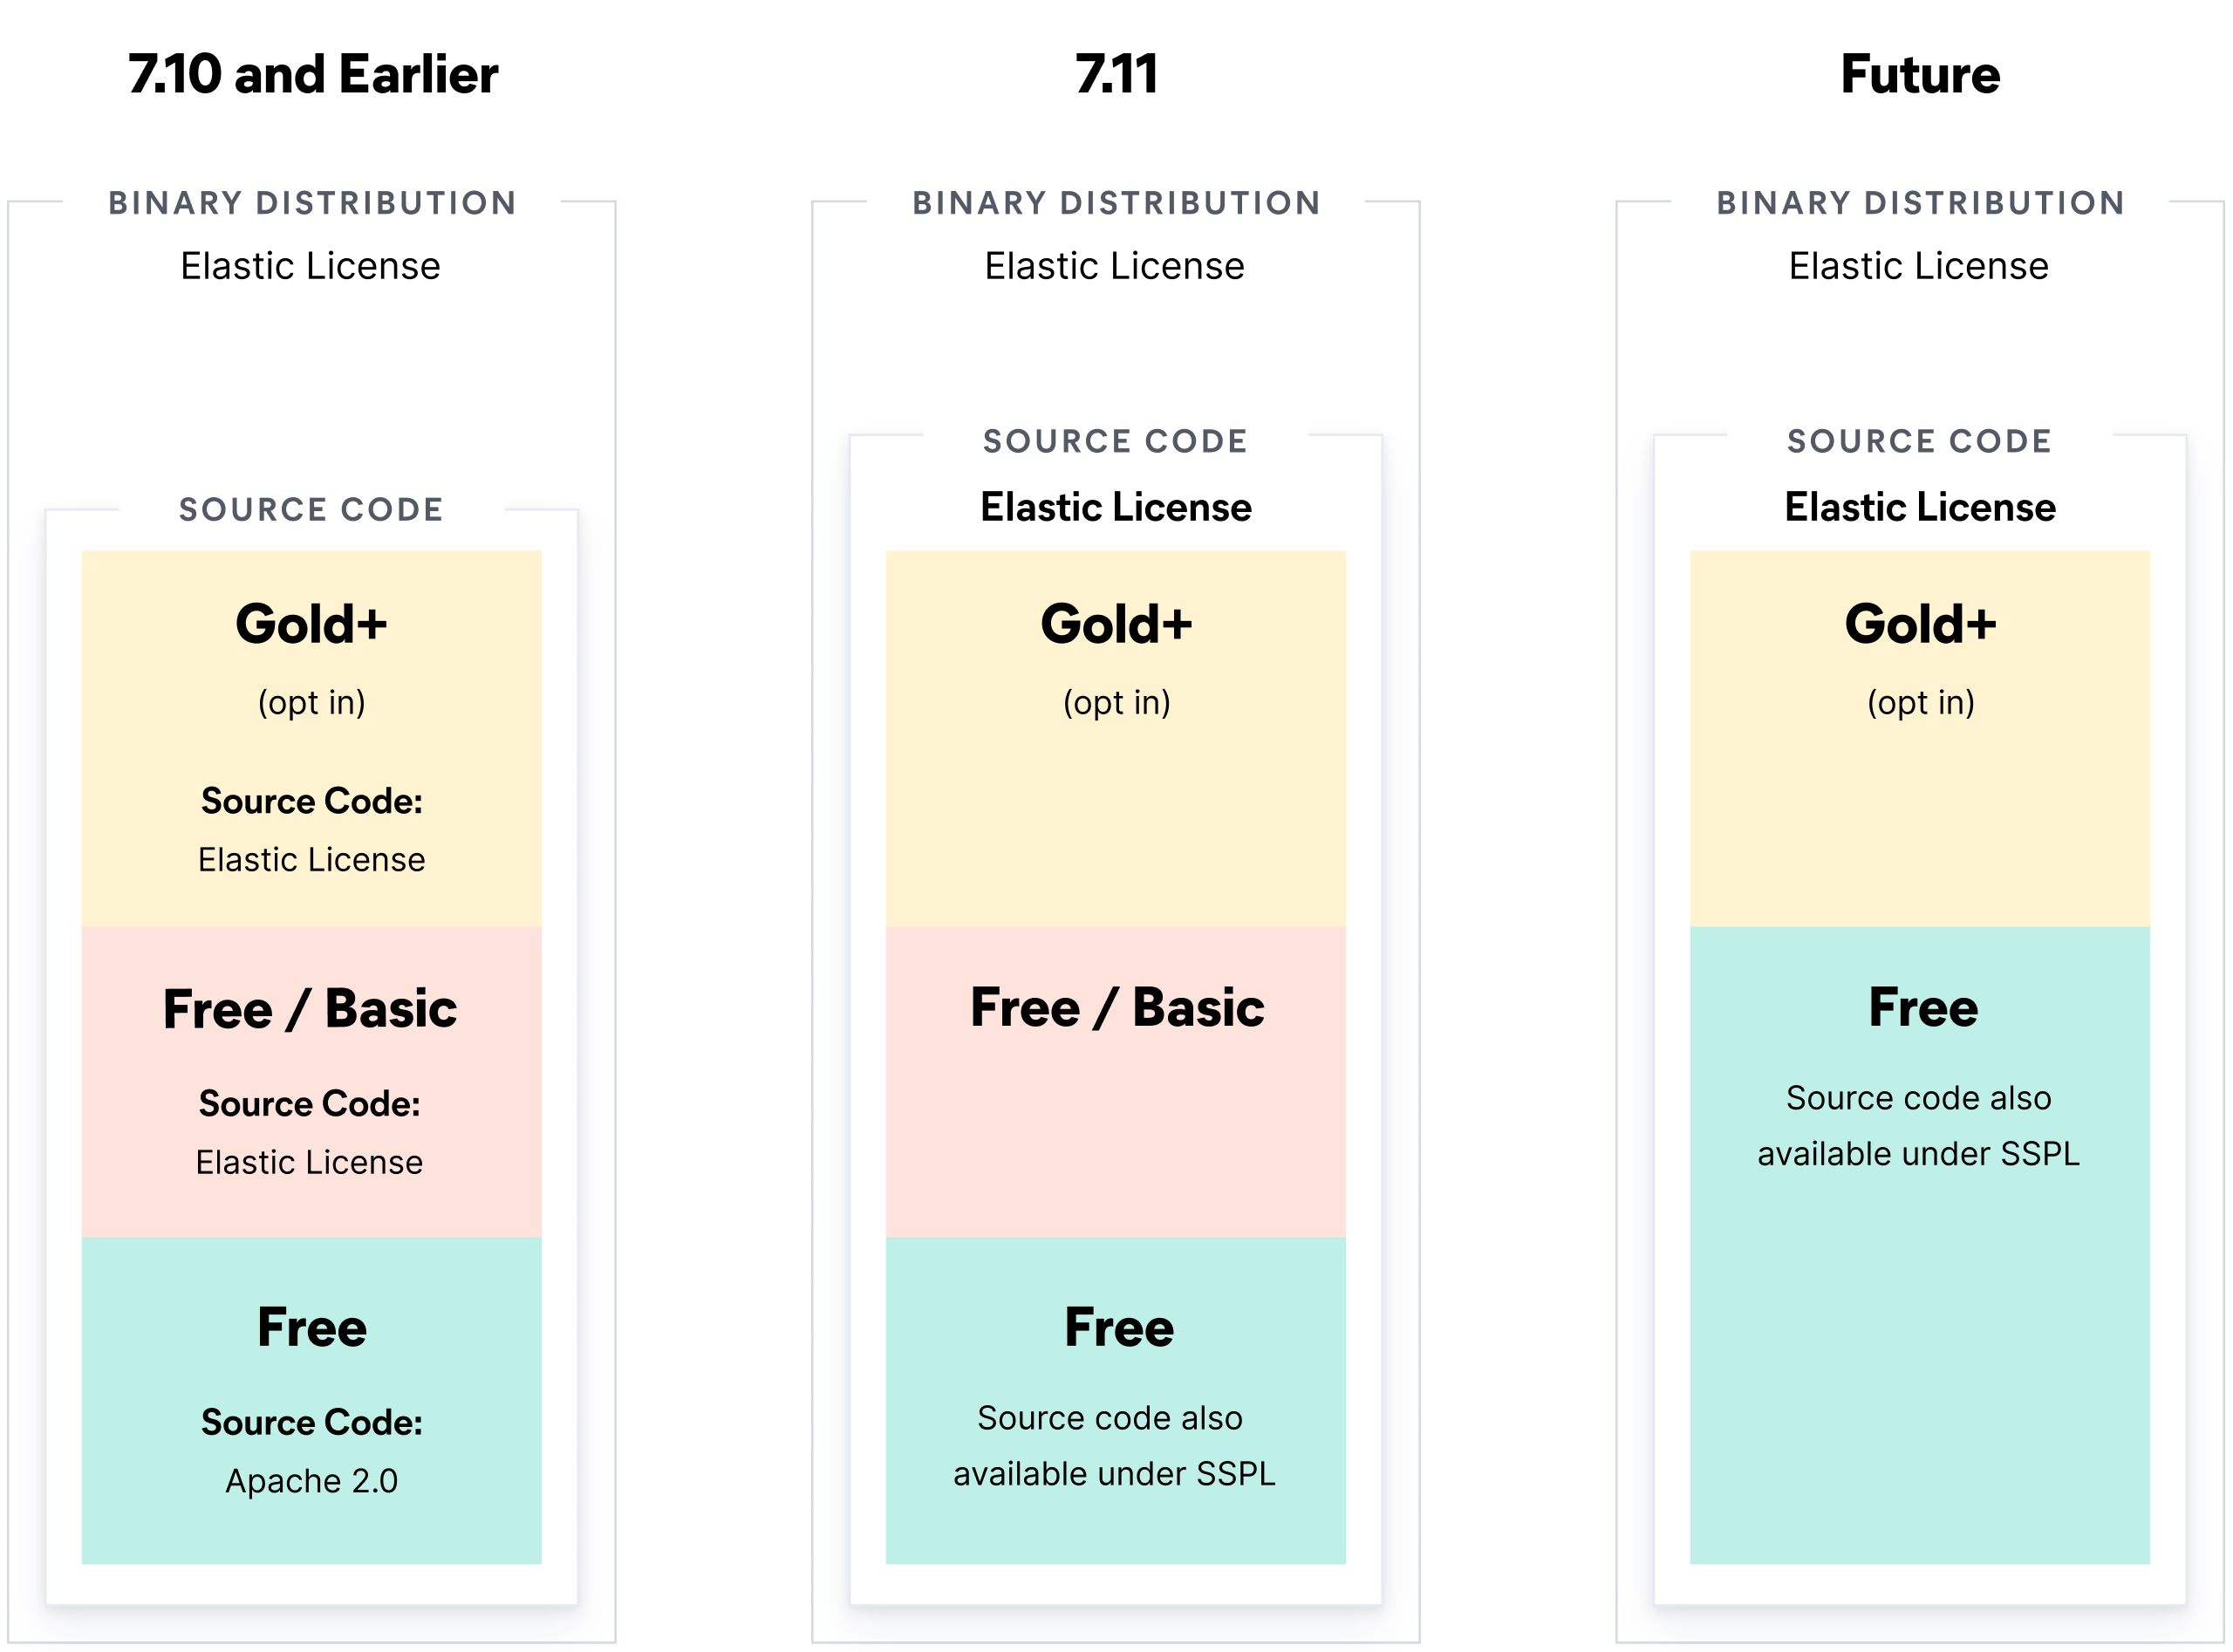 7.10 and Earlier
BINARY DISTRIBUTION
Elastic License
SOURCE CODE
Gold+
(opt in)
Source Code:
Elastic License
Free / Basic
Source Code:
Elastic License
Free
Source Code:
Apache 2.0
7.11
BINARY DISTRIBUTION
Elastic License
SOURCE CODE
Elastic License
Gold+
(opt in)
Free / Basic
Free
Source code also
available under SSPL
Future
BINARY DISTRIBUTION
Elastic License
SOURCE CODE
Elastic License
Gold+
(opt in)
Free
Source code also
available under SSPL